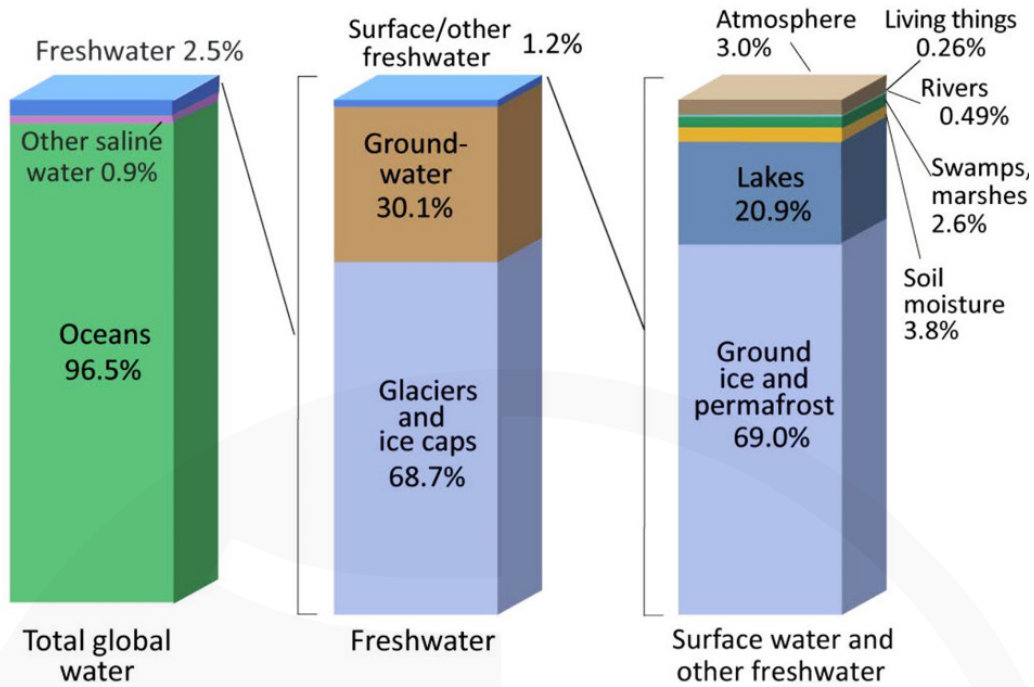 Freshwater 2.5%
Other saline
water 0.9%
Oceans
96.5%
Total global
water
Surface/other
freshwater
1.2%
Ground-
water
30.1%
Glaciers
and
ice caps
68.7%
Freshwater
Atmosphere
3.0%
Living things
0.26%
Rivers
0.49%
Swamps,
marshes
2.6%
Soil
moisture
3.8%
Lakes
20.9%
Ground
ice and
permafrost
69.0%
Surface water and
other freshwater